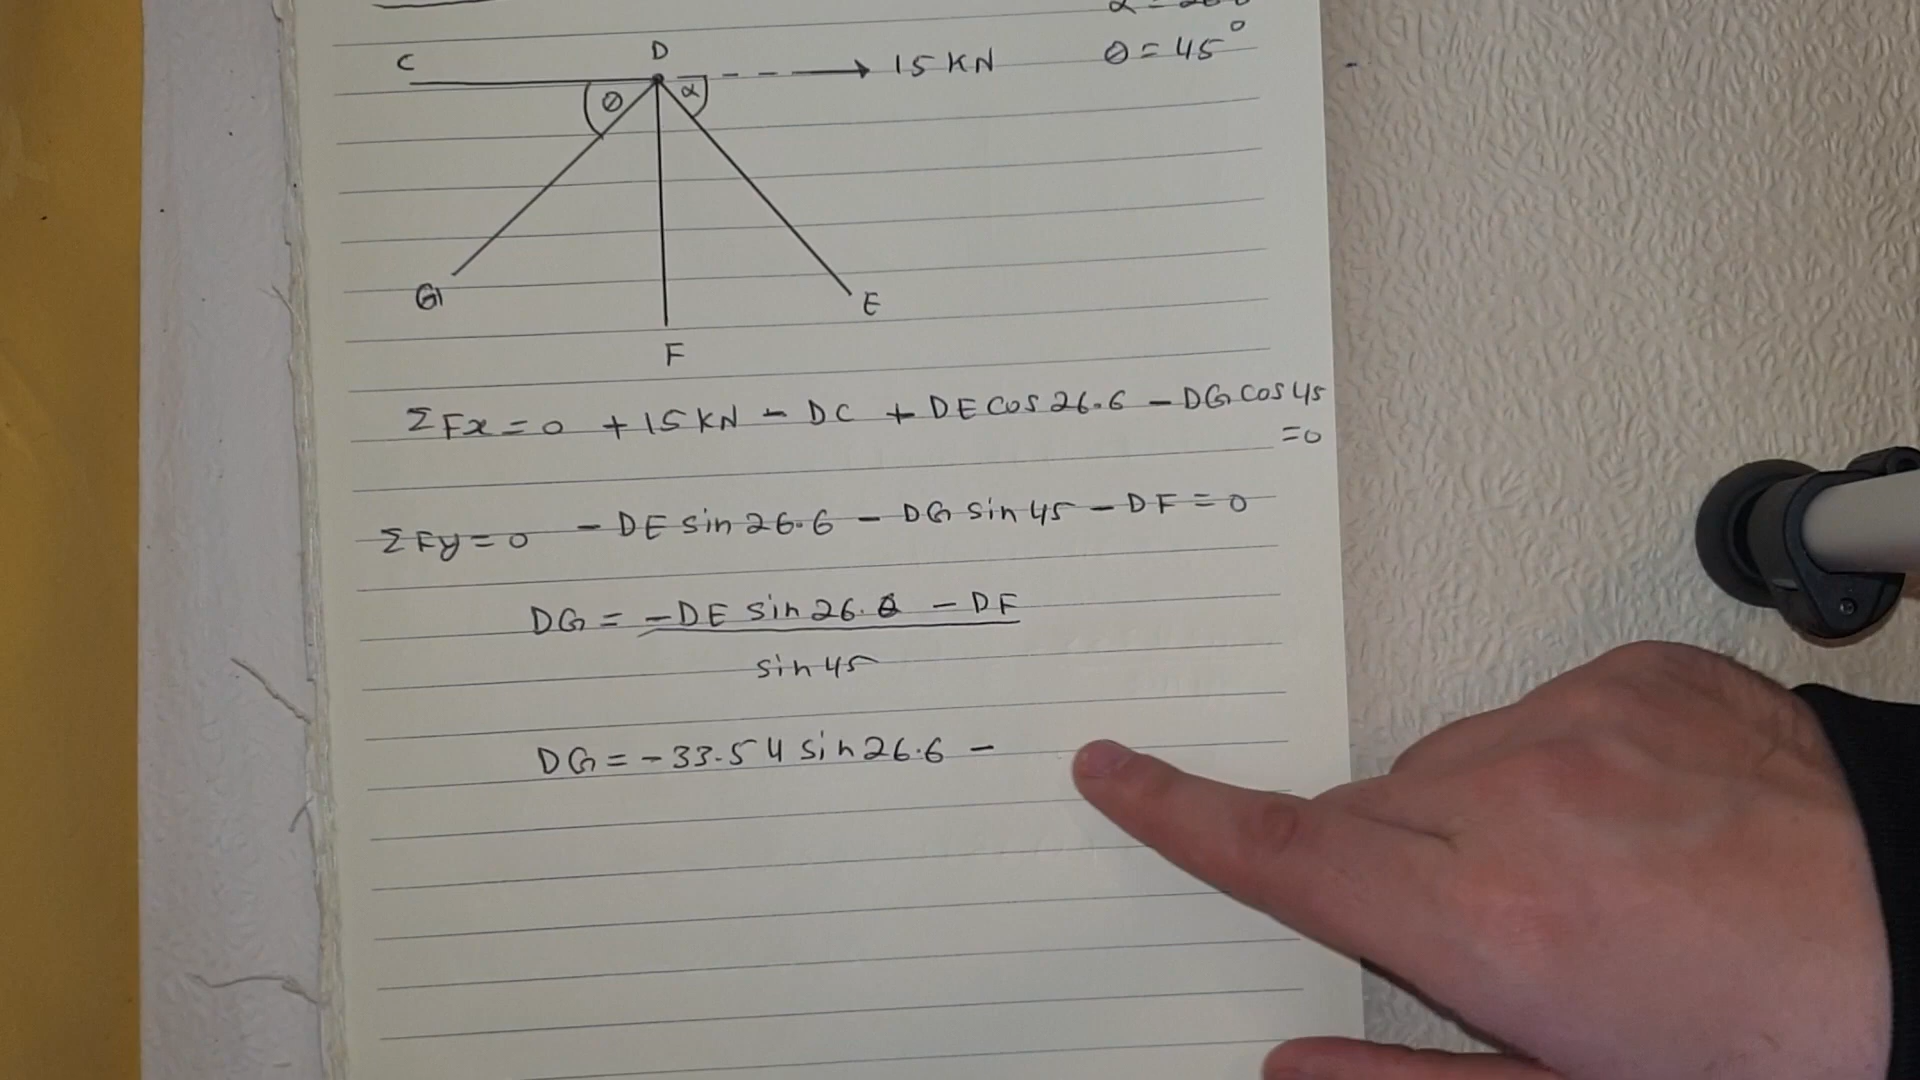 C D 15 KN θ = 45°
θ α
G E
F
ΣFx = 0 + 15 KN - DC + DE cos 26.6 - DG cos 45
= 0
ΣFy = 0 - DE sin 26.6 - DG sin 45 - DF = 0
DG = -DE sin 26.6 - DF
sin 45
DG = - 33.54 sin 26.6 -